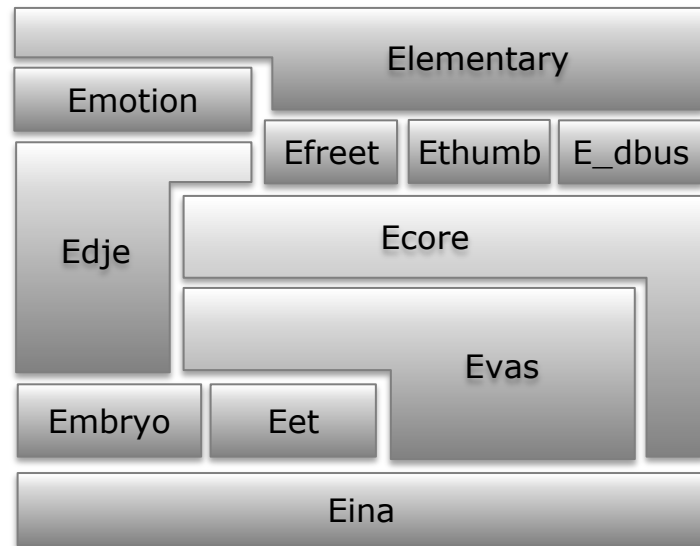 Elementary
Emotion
Efreet Ethumb E_dbus
Ecore
Edje
Evas
Embryo Eet
Eina